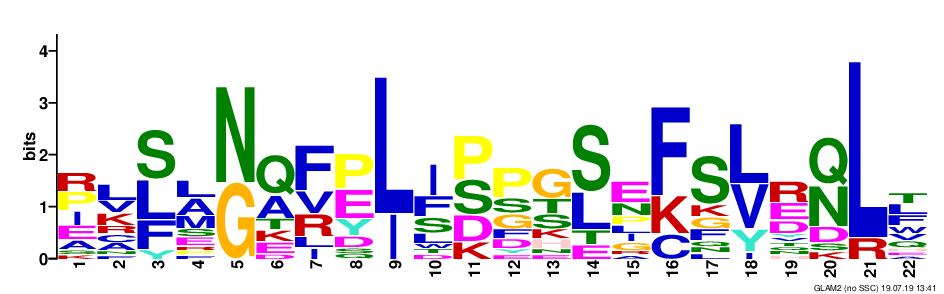 4
3
2
1
0
bits
R P I E A K
L V K R C A N
S L F Y
L A M S E R P I
N G
Q A T K E D
F V R L I
P E Y D S R
L I
I F S L W D
P S D K
P S G F D Y
G T S K H N
S L T E
E N P L I G R A
F K C
S K G F Q N L
L V Y I
R E D V Y S H
Q N D S K R
L R
T L F V Q C
1 2 3 4 5 6 7 8 9 10 11 12 13 14 15 16 17 18 19 20 21 22
GLAM2 (no SSC) 19.07.19 13:41